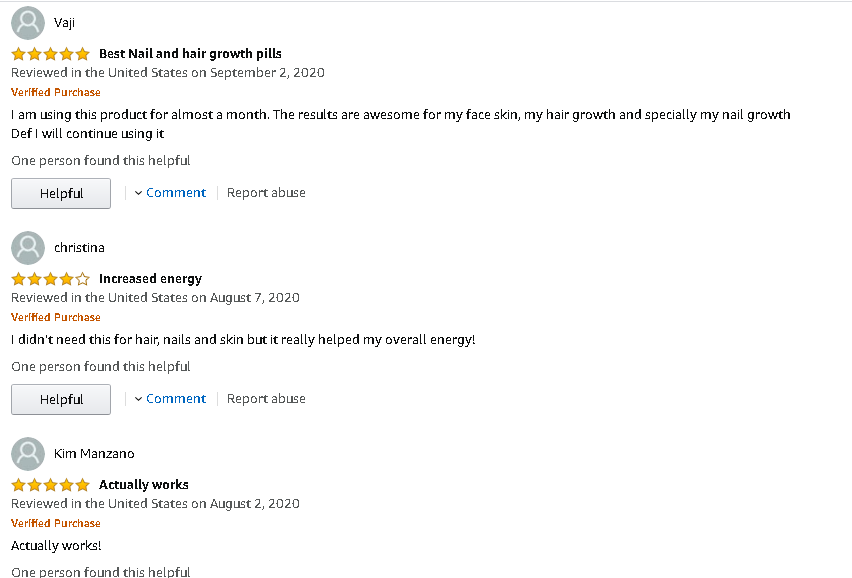 Vaji
Best Nail and hair growth pills
Reviewed in the United States on September 2, 2020
Verified Purchase
I am using this product for almost a month. The results are awesome for my face skin, my hair growth and specially my nail growth
Def I will continue using it
One person found this helpful
Helpful Comment Report abuse
christina
Increased energy
Reviewed in the United States on August 7, 2020
Verified Purchase
I didn't need this for hair, nails and skin but it really helped my overall energy!
One person found this helpful
Helpful Comment Report abuse
Kim Manzano
Actually works
Reviewed in the United States on August 2, 2020
Verified Purchase
Actually works!
One person found this helpful